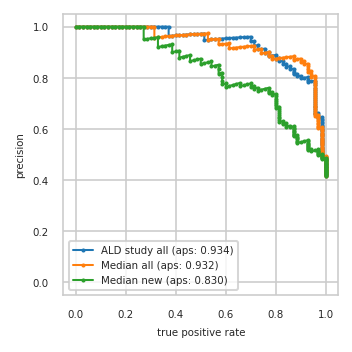 1.0
0.8
0.6
0.4
0.2
0.0
precision
ALD study all (aps: 0.934)
Median all (aps: 0.932)
Median new (aps: 0.830)
0.0 0.2 0.4 0.6 0.8 1.0
true positive rate